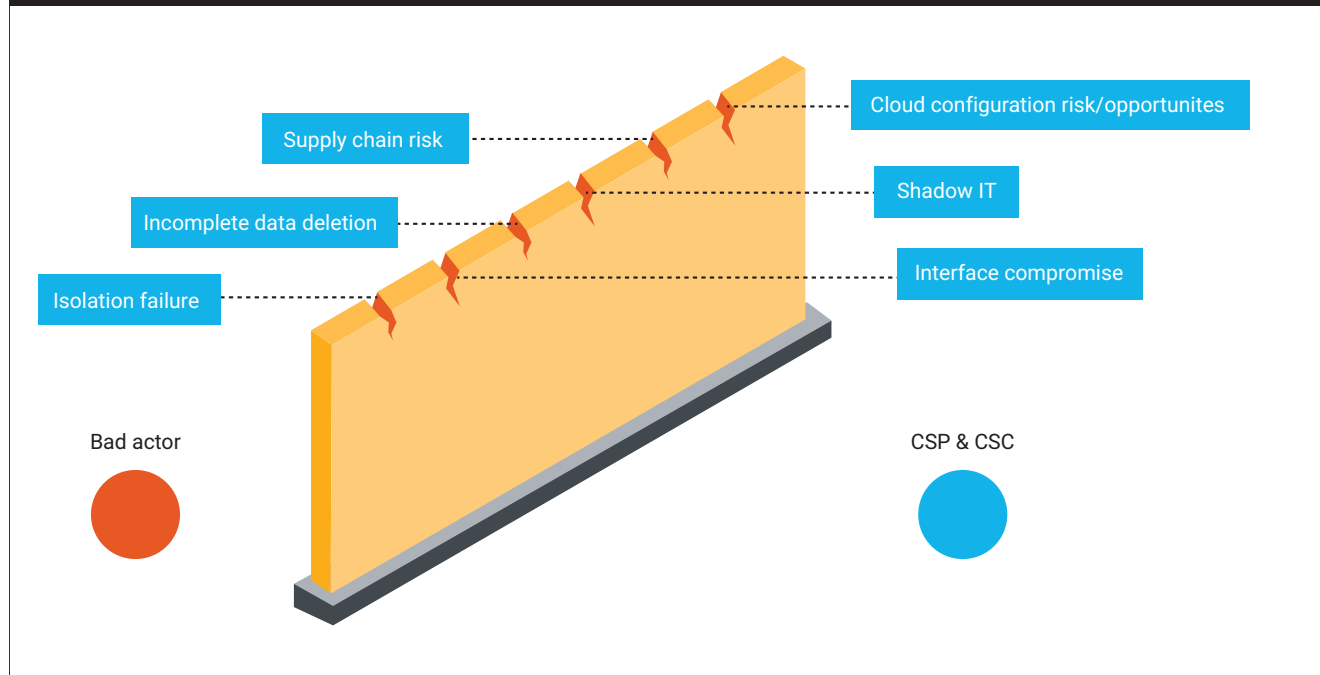 Cloud configuration risk/opportunites
Supply chain risk
Shadow IT
Incomplete data deletion
Interface compromise
Isolation failure
Bad actor
CSP & CSC